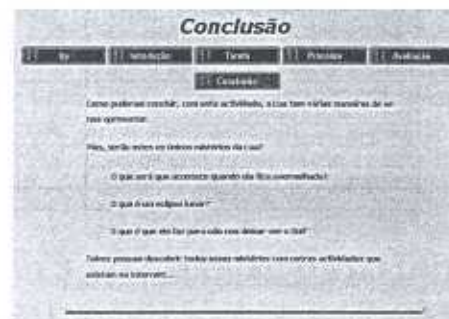 Conclusão
Introdução Tarefa Processo Avaliação
Conclusão
Como puderam concluir, com esta actividade, a Lua tem várias maneiras de se
nos apresentar.
Mas, serão estes os únicos mistérios da Lua?
O que será que acontece quando ela fica avermelhada?
O que é um eclipse lunar?
O que é que ela faz para não nos deixar ver o Sol?
Talvez possam descobrir todos esses mistérios com outras actividades que
existam na Internet...